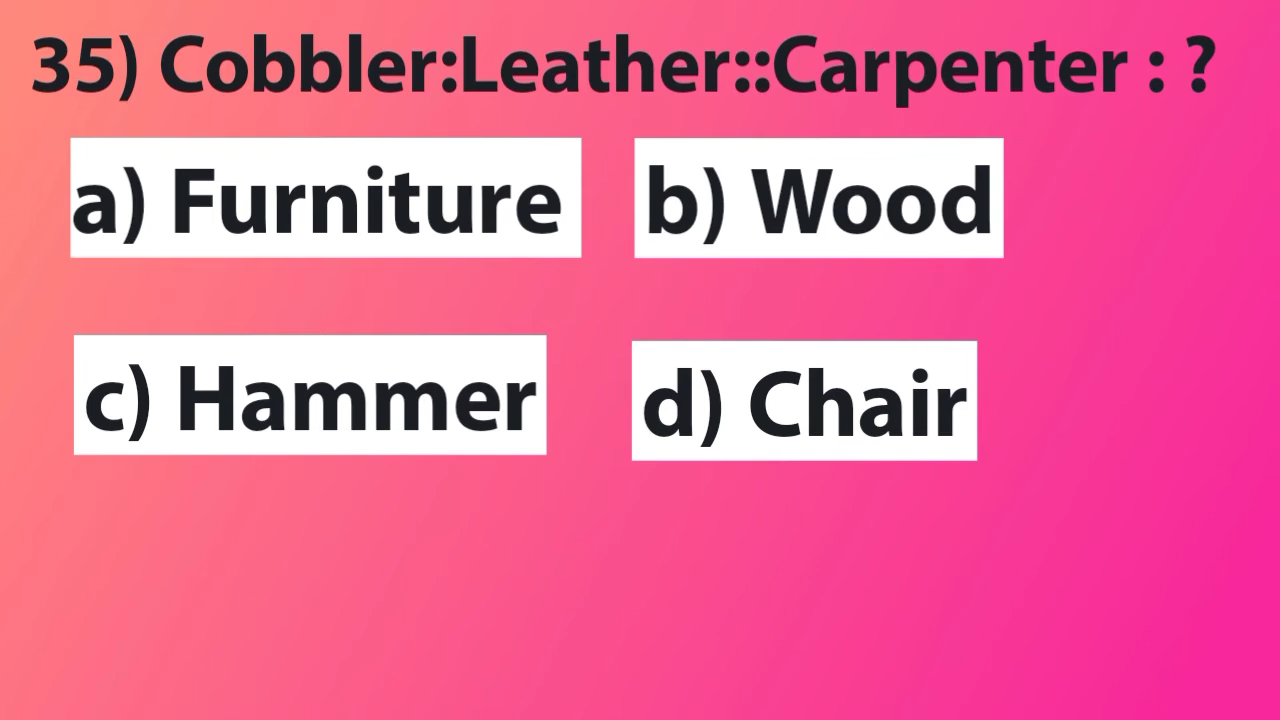 35) Cobbler:Leather::Carpenter : ?
a) Furniture b) Wood
c) Hammer d) Chair